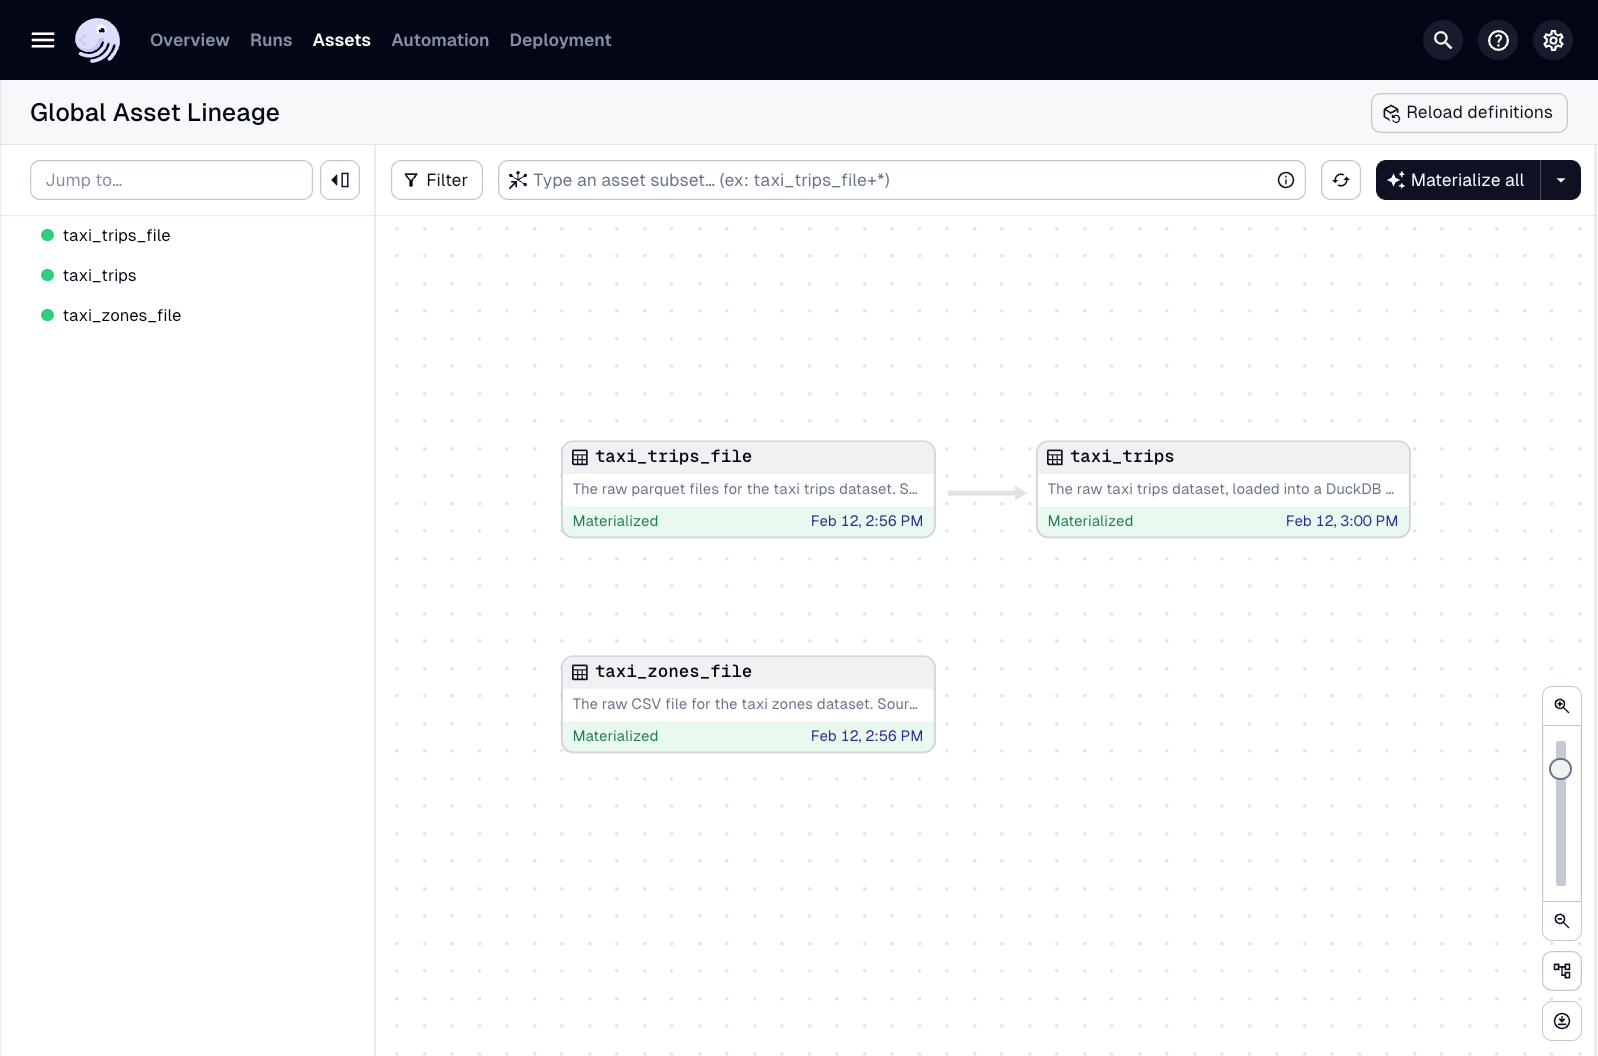 Overview Runs Assets Automation Deployment
Global Asset Lineage
Reload definitions
Jump to…
Filter
Type an asset subset… (ex: taxi_trips_file+*)
Materialize all
taxi_trips_file
taxi_trips
taxi_zones_file
taxi_trips_file
The raw parquet files for the taxi trips dataset. S…
Materialized Feb 12, 2:56 PM
taxi_trips
The raw taxi trips dataset, loaded into a DuckDB …
Materialized Feb 12, 3:00 PM
taxi_zones_file
The raw CSV file for the taxi zones dataset. Sour…
Materialized Feb 12, 2:56 PM